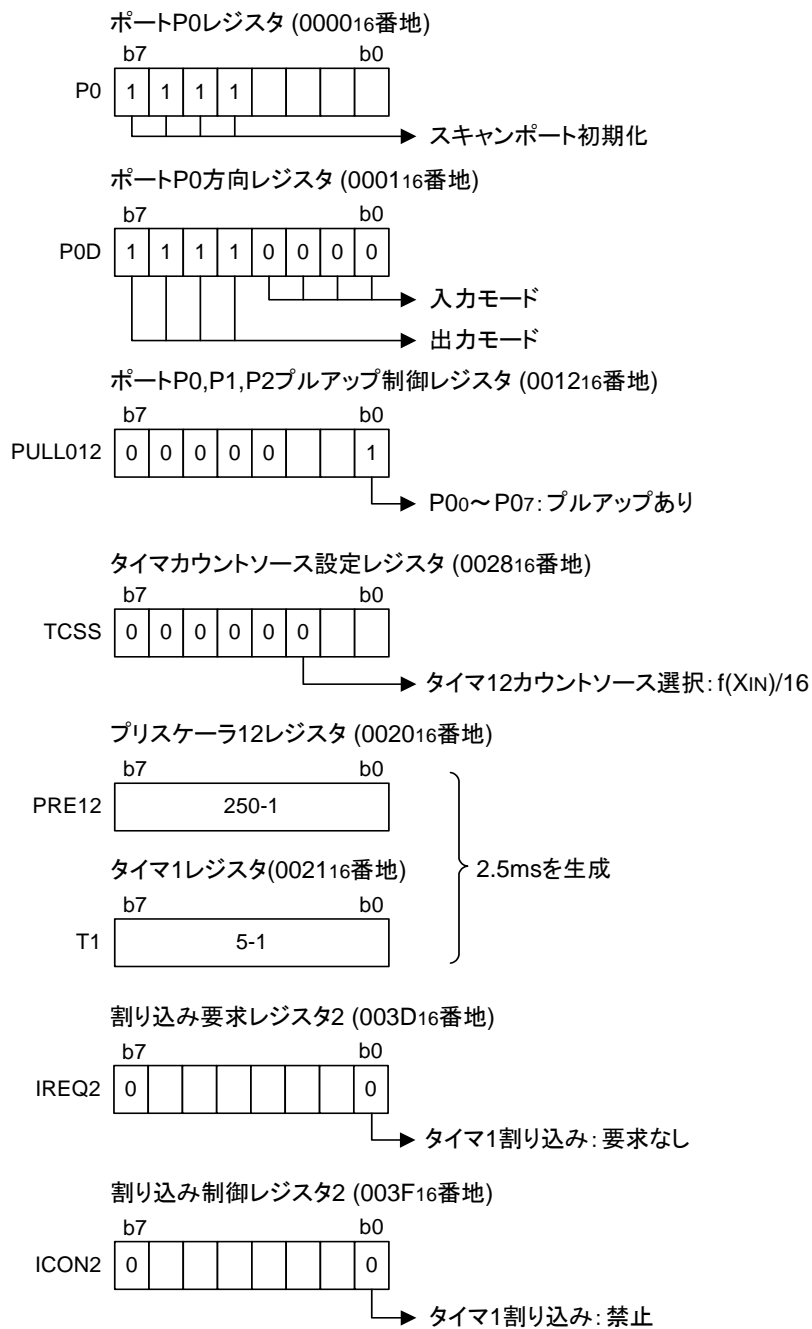 ポートP0レジスタ (000016番地)
b7 b0
P0 1 1 1 1
スキャンポート初期化
ポートP0方向レジスタ (000116番地)
b7 b0
P0D 1 1 1 1 0 0 0 0
入力モード
出力モード
ポートP0,P1,P2プルアップ制御レジスタ (001216番地)
b7 b0
PULL012 0 0 0 0 0 1
P00～P07:プルアップあり
タイマカウントソース設定レジスタ (002816番地)
b7 b0
TCSS 0 0 0 0 0 0
タイマ12カウントソース選択:f(XIN)/16
プリスケーラ12レジスタ (002016番地)
b7 b0
PRE12 250-1
2.5msを生成
タイマ1レジスタ(002116番地)
b7 b0
T1 5-1
割り込み要求レジスタ2 (003D16番地)
b7 b0
IREQ2 0 0
タイマ1割り込み:要求なし
割り込み制御レジスタ2 (003F16番地)
b7 b0
ICON2 0 0
タイマ1割り込み:禁止